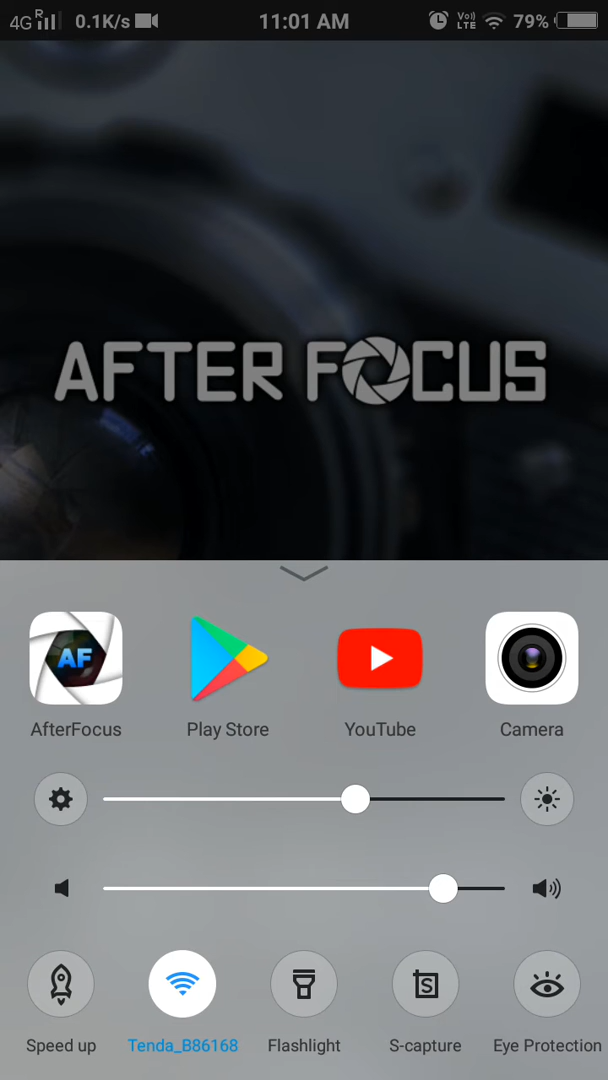 4G R 0.1K/s 11:01 AM Vo) LTE 79%
AFTER FOCUS
AF
AfterFocus Play Store YouTube Camera
S
Speed up Tenda_B86168 Flashlight S-capture Eye Protection